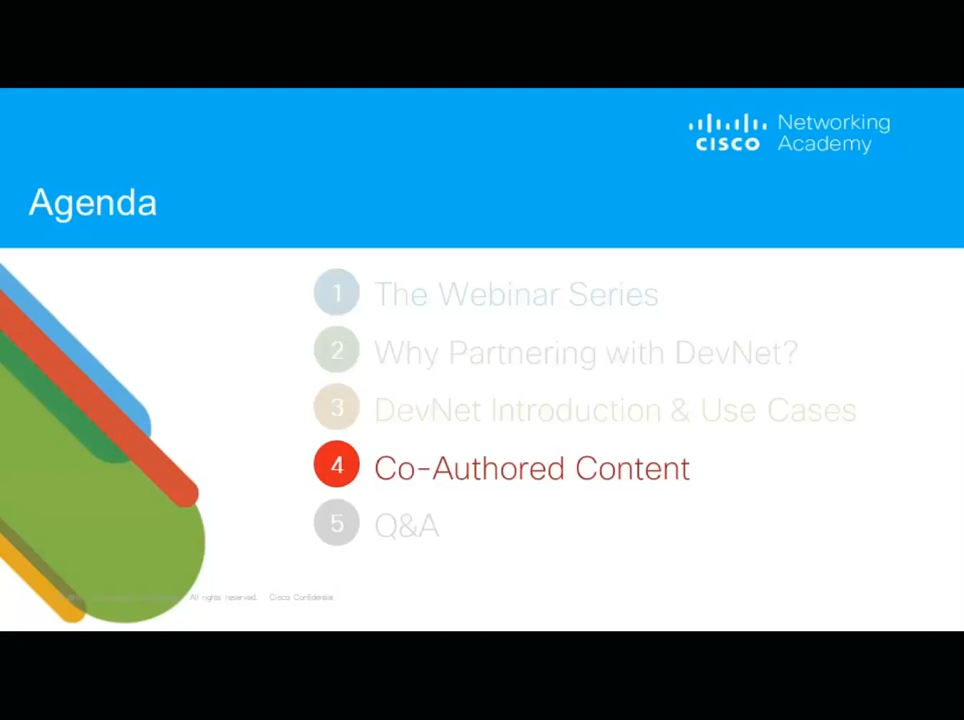 Networking
CISCO Academy
Agenda
1 The Webinar Series
2 Why Partnering with DevNet?
3 DevNet Introduction & Use Cases
4 Co-Authored Content
5 Q&A
All rights reserved. Cisco Confidential